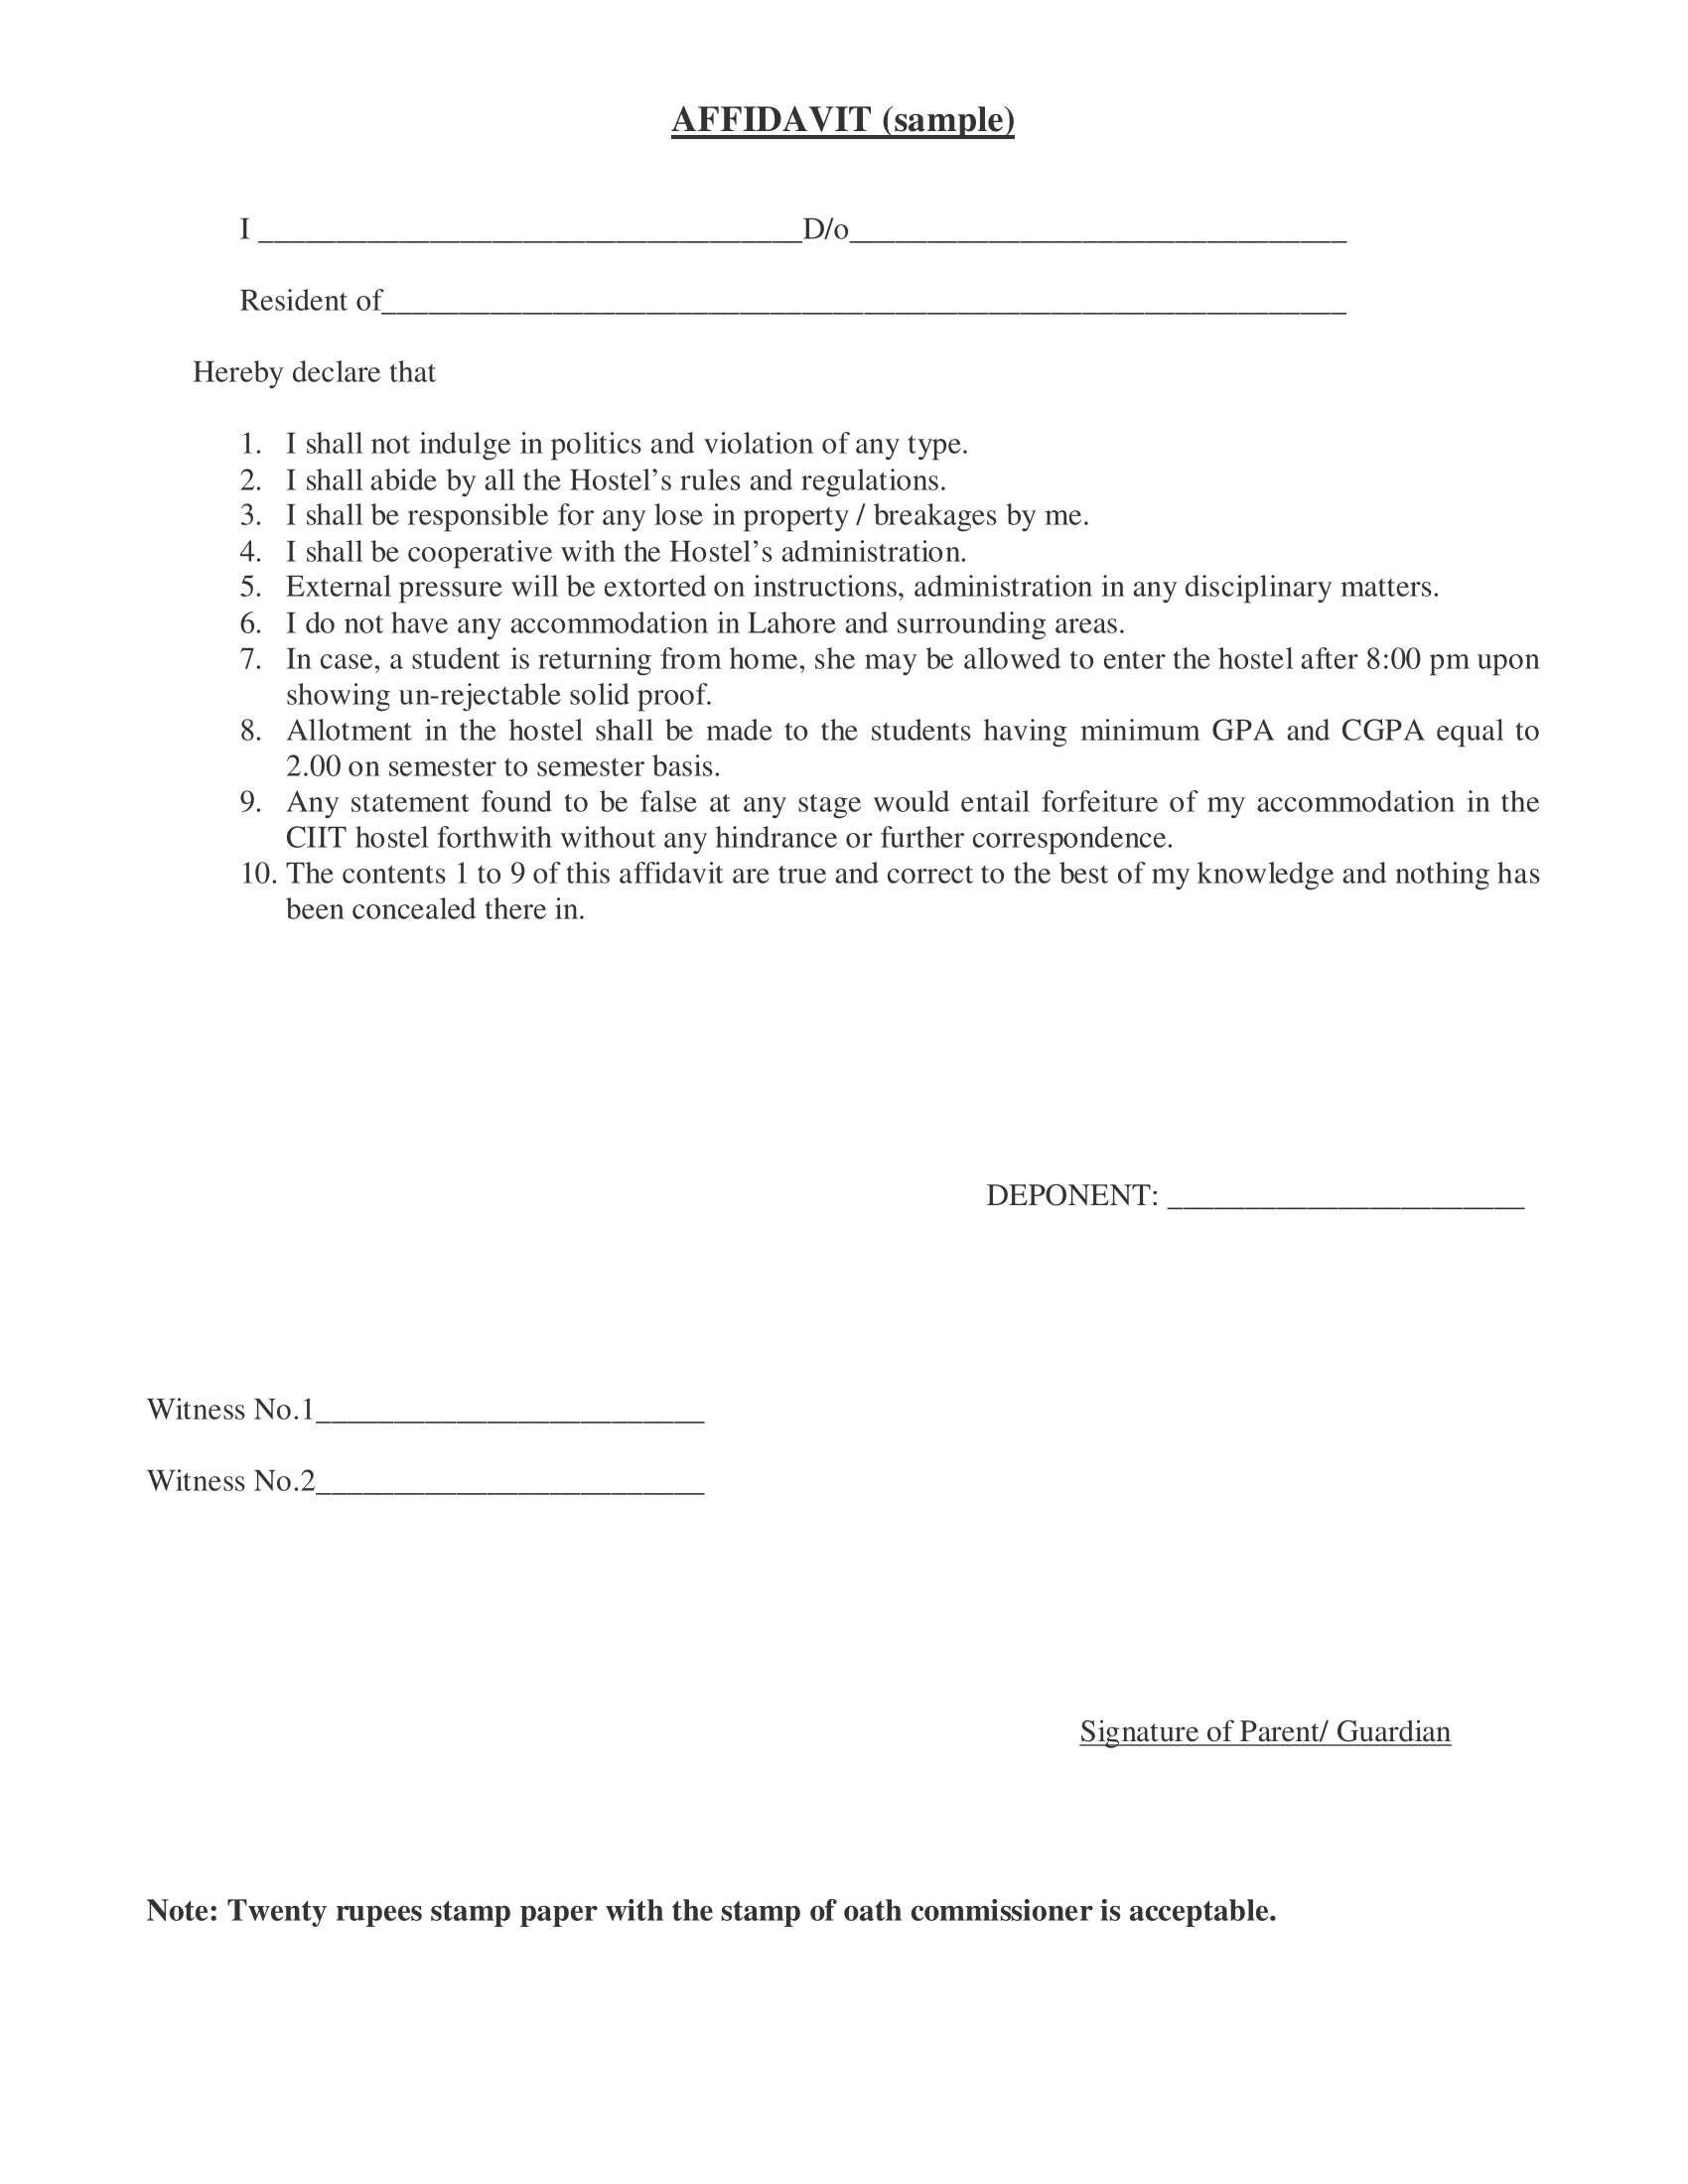 AFFIDAVIT (sample)
I ___________________________________D/o________________________________
Resident of______________________________________________________________
Hereby declare that
1. I shall not indulge in politics and violation of any type.
2. I shall abide by all the Hostel’s rules and regulations.
3. I shall be responsible for any lose in property / breakages by me.
4. I shall be cooperative with the Hostel’s administration.
5. External pressure will be extorted on instructions, administration in any disciplinary matters.
6. I do not have any accommodation in Lahore and surrounding areas.
7. In case, a student is returning from home, she may be allowed to enter the hostel after 8:00 pm upon
showing un-rejectable solid proof.
8. Allotment in the hostel shall be made to the students having minimum GPA and CGPA equal to
2.00 on semester to semester basis.
9. Any statement found to be false at any stage would entail forfeiture of my accommodation in the
CIIT hostel forthwith without any hindrance or further correspondence.
10. The contents 1 to 9 of this affidavit are true and correct to the best of my knowledge and nothing has
been concealed there in.
DEPONENT: _______________________
Witness No.1_________________________
Witness No.2_________________________
Signature of Parent/ Guardian
Note: Twenty rupees stamp paper with the stamp of oath commissioner is acceptable.